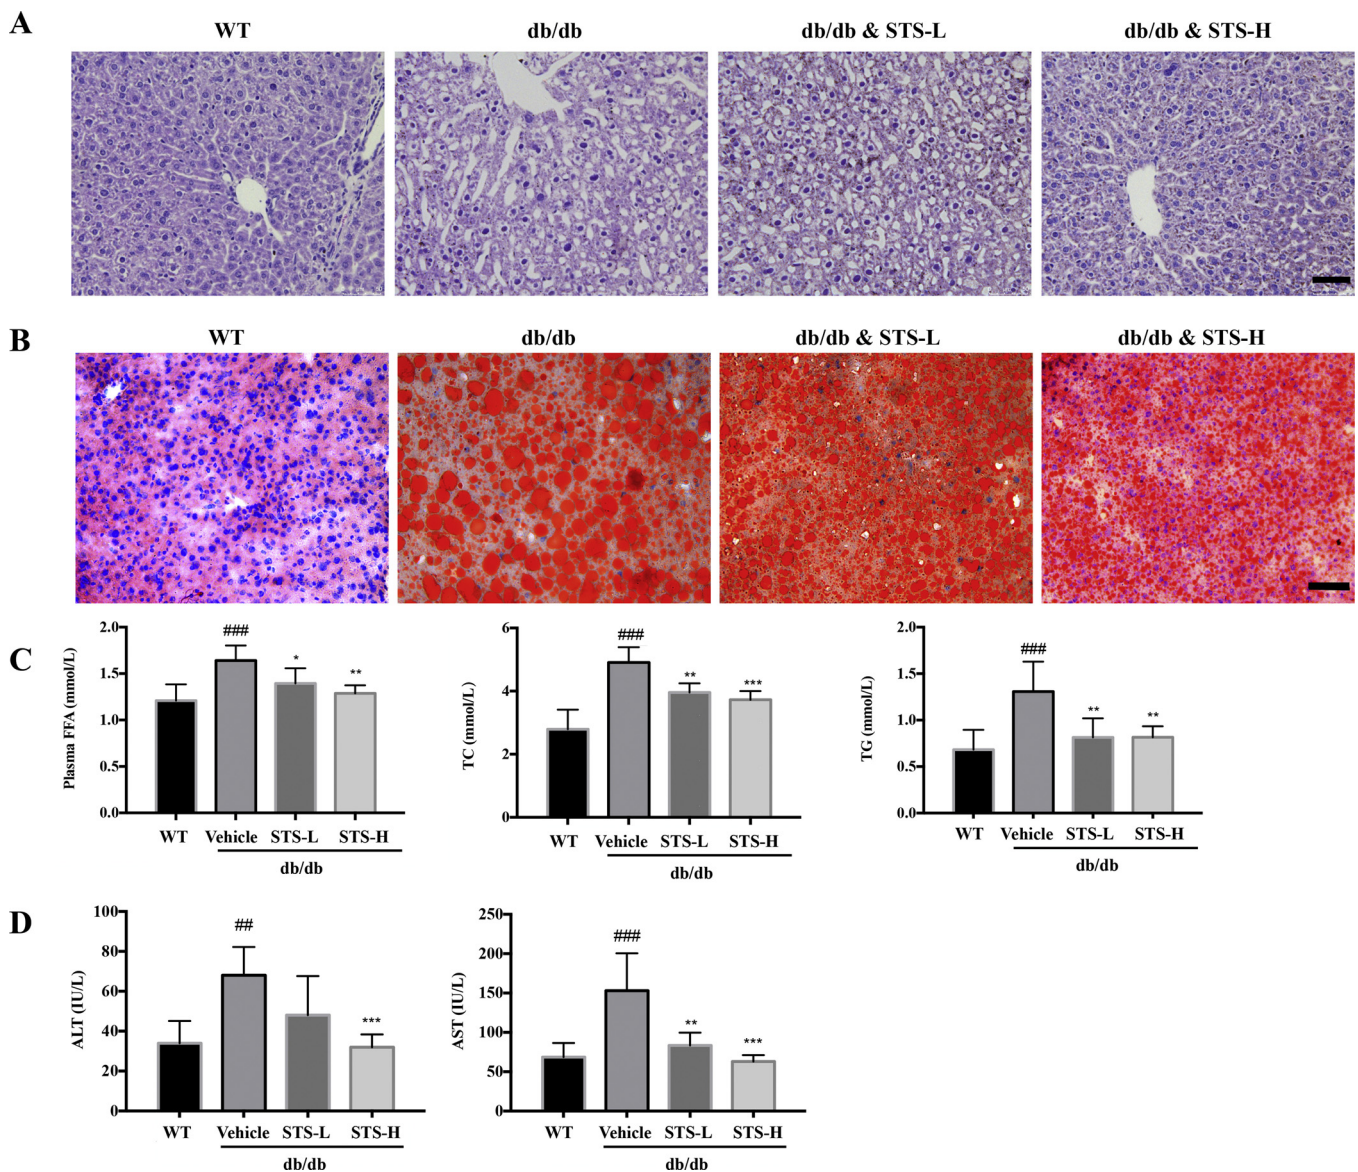 A
WT
db/db
db/db & STS-L
db/db & STS-H
B
WT
db/db
db/db & STS-L
db/db & STS-H
C
Plasma FFA (mmol/L)
2.0
1.5
1.0
0.5
0.0
###
*
**
WT
Vehicle
STS-L
STS-H
db/db
TC (mmol/L)
6
4
2
0
###
**
***
WT
Vehicle
STS-L
STS-H
db/db
TG (mmol/L)
2.0
1.5
1.0
0.5
0.0
###
**
**
WT
Vehicle
STS-L
STS-H
db/db
D
ALT (IU/L)
100
80
60
40
20
0
##
***
WT
Vehicle
STS-L
STS-H
db/db
AST (IU/L)
250
200
150
100
50
0
###
**
***
WT
Vehicle
STS-L
STS-H
db/db